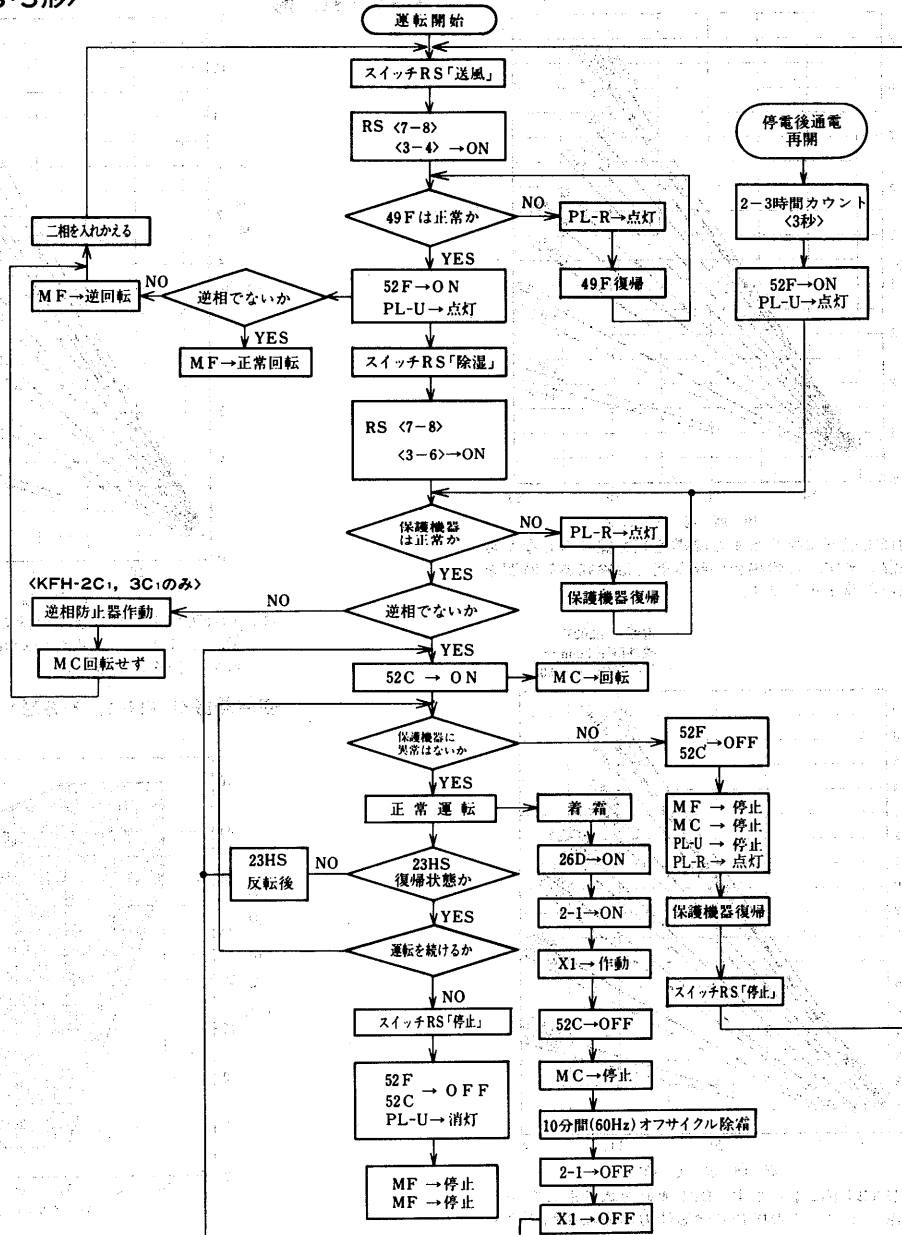 運転開始
スイッチRS「送風」
RS 〈7-8〉
〈3-4〉→ON
49Fは正常か
NO
PL-R→点灯
49F復帰
YES
52F→ON
PL-U→点灯
逆相でないか
NO
MF→逆回転
二相を入れかえる
YES
MF→正常回転
スイッチRS「除湿」
RS 〈7-8〉
〈3-6〉→ON
停電後通電
再開
2-3時間カウント
〈3秒〉
52F→ON
PL-U→点灯
保護機器
は正常か
NO
PL-R→点灯
保護機器復帰
YES
逆相でないか
NO
〈KFH-2C₁, 3C₁のみ〉
逆相防止器作動
MC回転せず
YES
52C → ON
MC→回転
保護機器に
異常はないか
NO
52F
52C →OFF
MF → 停止
MC → 停止
PL-U → 停止
PL-R → 点灯
保護機器復帰
スイッチRS「停止」
YES
正常運転
着霜
26D→ON
2-1→ON
X1→作動
52C→OFF
MC→停止
10分間(60Hz)オフサイクル除霜
2-1→OFF
X1→OFF
23HS
復帰状態か
NO
23HS
反転後
YES
運転を続けるか
NO
スイッチRS「停止」
52F
52C → OFF
PL-U→消灯
MF →停止
MF →停止